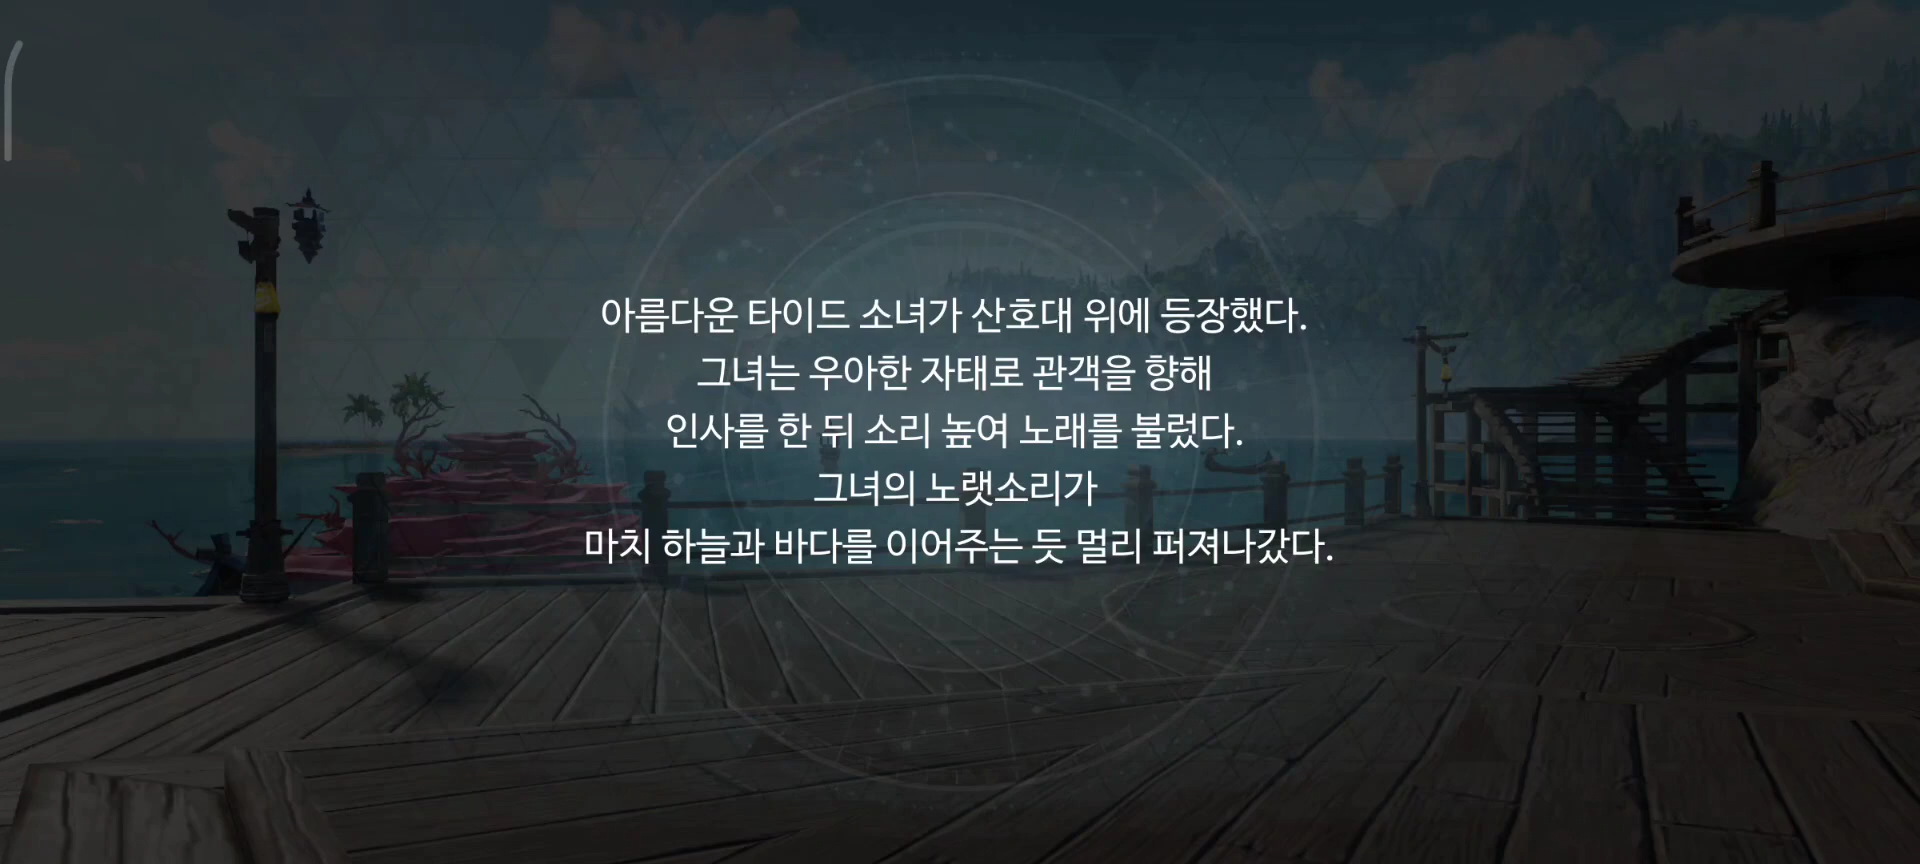 아름다운 타이드 소녀가 산호대 위에 등장했다.
그녀는 우아한 자태로 관객을 향해
인사를 한 뒤 소리 높여 노래를 불렀다.
그녀의 노랫소리가
마치 하늘과 바다를 이어주는 듯 멀리 퍼져나갔다.